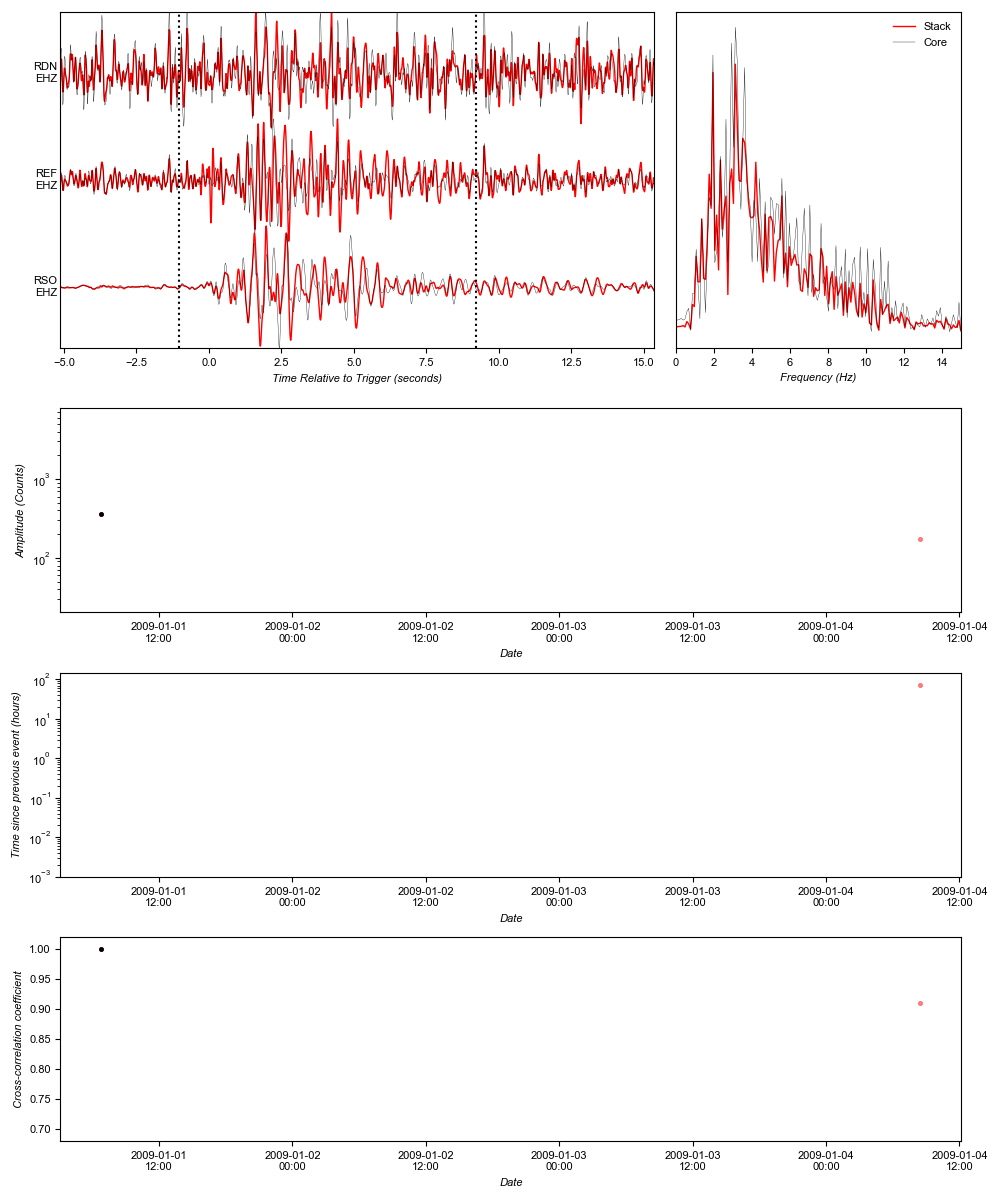 RDN
EHZ
REF
EHZ
RSO
EHZ
−5.0 −2.5 0.0 2.5 5.0 7.5 10.0 12.5 15.0
Time Relative to Trigger (seconds)
Stack
Core
0 2 4 6 8 10 12 14
Frequency (Hz)
Amplitude (Counts)
10³
10²
2009-01-01 2009-01-02 2009-01-02 2009-01-03 2009-01-03 2009-01-04 2009-01-04
12:00 00:00 12:00 00:00 12:00 00:00 12:00
Date
Time since previous event (hours)
10²
10¹
10⁰
10⁻¹
10⁻²
10⁻³
2009-01-01 2009-01-02 2009-01-02 2009-01-03 2009-01-03 2009-01-04 2009-01-04
12:00 00:00 12:00 00:00 12:00 00:00 12:00
Date
Cross-correlation coefficient
1.00
0.95
0.90
0.85
0.80
0.75
0.70
2009-01-01 2009-01-02 2009-01-02 2009-01-03 2009-01-03 2009-01-04 2009-01-04
12:00 00:00 12:00 00:00 12:00 00:00 12:00
Date